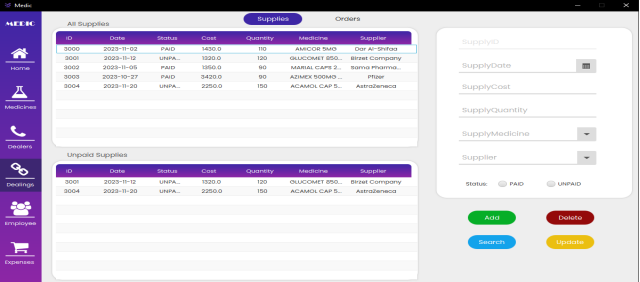 Medic
MEDIC
Home
Medicines
Dealers
Dealings
Employee
Expenses
Supplies Orders
All Supplies
ID Date Status Cost Quantity Medicine Supplier
3000 2023-11-02 PAID 1430.0 110 AMICOR 5MG Dar Al-Shifaa
3001 2023-11-12 UNPA... 1320.0 120 GLUCOMET 850... Birzet Company
3002 2023-11-05 PAID 1350.0 90 MARIAL CAPS 2... Sama Pharma...
3003 2023-10-27 PAID 3420.0 90 AZIMEX 500MG ... Pfizer
3004 2023-11-20 UNPA... 2250.0 150 ACAMOL CAP 5... AstraZeneca
Unpaid Supplies
ID Date Status Cost Quantity Medicine Supplier
3001 2023-11-12 UNPA... 1320.0 120 GLUCOMET 850... Birzet Company
3004 2023-11-20 UNPA... 2250.0 150 ACAMOL CAP 5... AstraZeneca
SupplyID
SupplyDate
SupplyCost
SupplyQuantity
SupplyMedicine
Supplier
Status: PAID UNPAID
Add Delete
Search Update